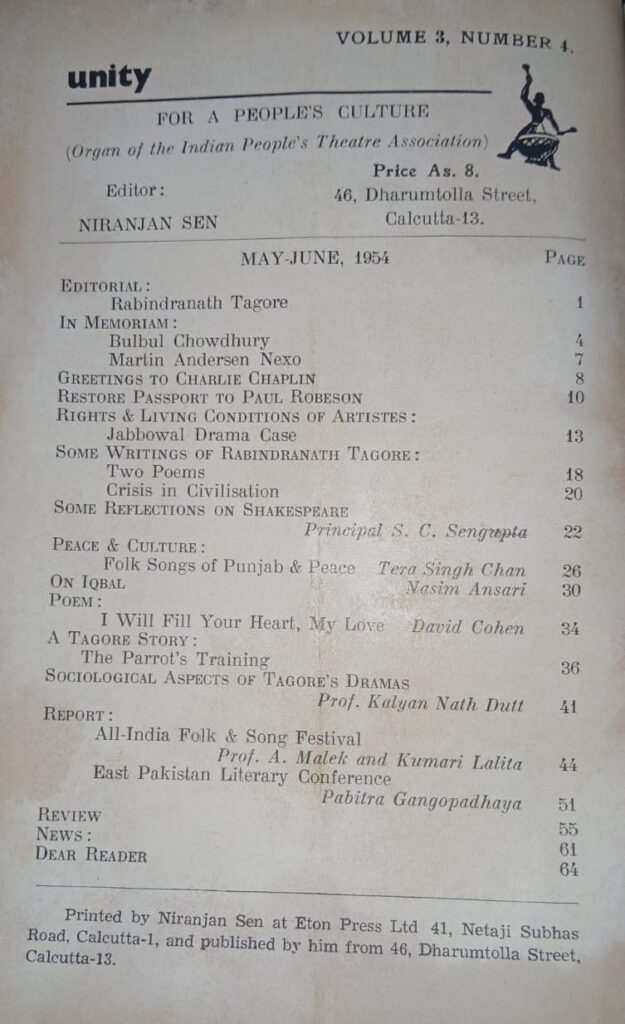 VOLUME 3, NUMBER 4.
unity
FOR A PEOPLE'S CULTURE
(Organ of the Indian People's Theatre Association)
Price As. 8.
Editor: 46, Dharumtolla Street,
NIRANJAN SEN Calcutta-13.
MAY-JUNE, 1954 PAGE
EDITORIAL:
Rabindranath Tagore 1
IN MEMORIAM:
Bulbul Chowdhury 4
Martin Andersen Nexo 7
GREETINGS TO CHARLIE CHAPLIN 8
RESTORE PASSPORT TO PAUL ROBESON 10
RIGHTS & LIVING CONDITIONS OF ARTISTES:
Jabbowal Drama Case 13
SOME WRITINGS OF RABINDRANATH TAGORE:
Two Poems 18
Crisis in Civilisation 20
SOME REFLECTIONS ON SHAKESPEARE
Principal S. C. Sengupta 22
PEACE & CULTURE:
Folk Songs of Punjab & Peace Tera Singh Chan 26
ON IQBAL Nasim Ansari 30
POEM:
I Will Fill Your Heart, My Love David Cohen 34
A TAGORE STORY:
The Parrot's Training 36
SOCIOLOGICAL ASPECTS OF TAGORE'S DRAMAS
Prof. Kalyan Nath Dutt 41
REPORT:
All-India Folk & Song Festival
Prof. A. Malek and Kumari Lalita 44
East Pakistan Literary Conference
Pabitra Gangopadhaya 51
REVIEW 55
NEWS: 61
DEAR READER 64
Printed by Niranjan Sen at Eton Press Ltd 41, Netaji Subhas
Road, Calcutta-1, and published by him from 46, Dharumtolla Street,
Calcutta-13.